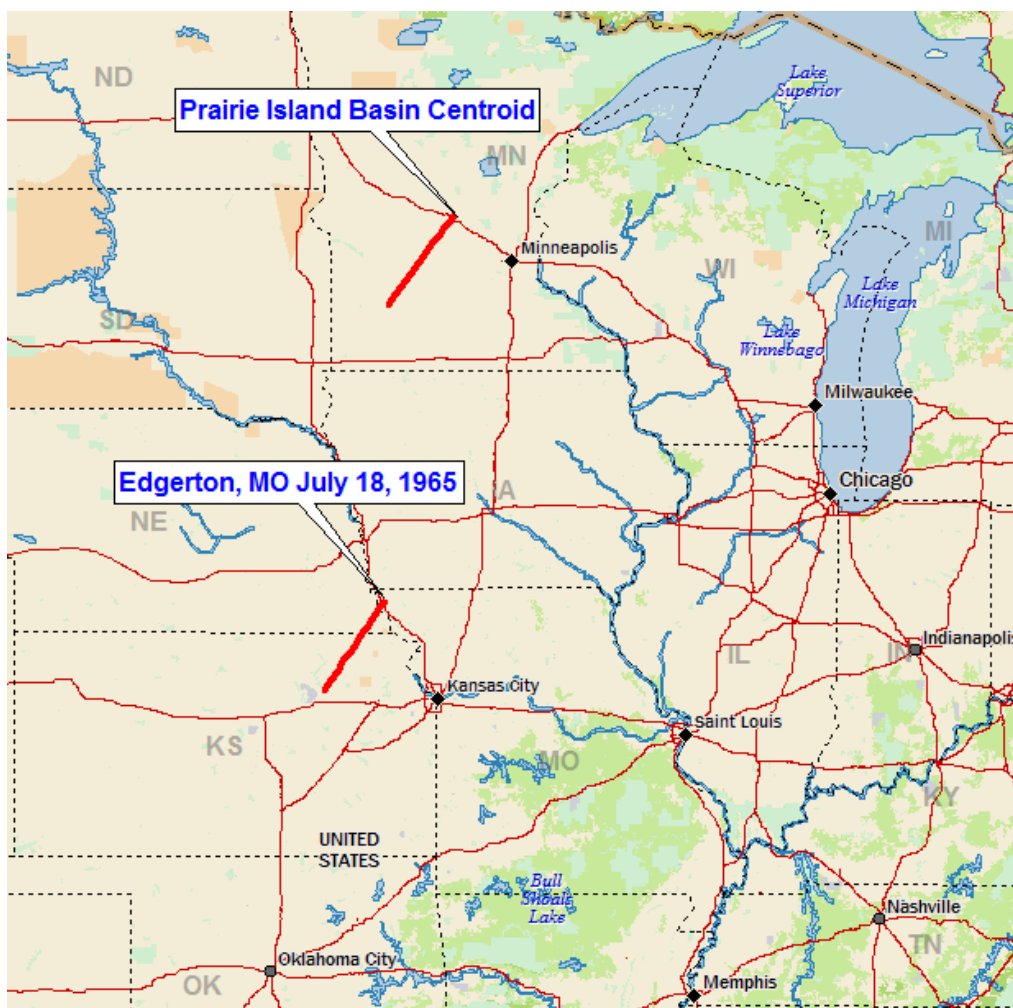 ND
Lake
Superior
Prairie Island Basin Centroid
MN
Minneapolis
MI
WI
Lake
Michigan
SD
Lake
Winnebago
Milwaukee
Edgerton, MO July 18, 1965
Chicago
IA
NE
Indianapolis
IL
IN
Kansas City
Saint Louis
KS
MO
KY
UNITED
STATES
Bull
Shoals
Lake
Nashville
TN
Oklahoma City
OK
Memphis